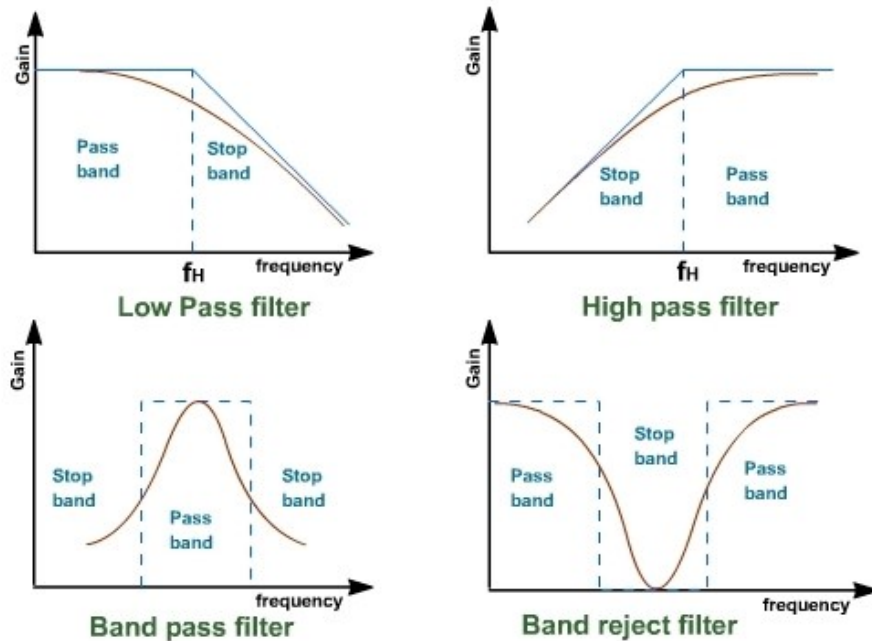 Gain
Pass
band
Stop
band
fH
frequency
Low Pass filter
Gain
Stop
band
Pass
band
fH
frequency
High pass filter
Gain
Stop
band
Pass
band
Stop
band
frequency
Band pass filter
Gain
Pass
band
Stop
band
Pass
band
frequency
Band reject filter